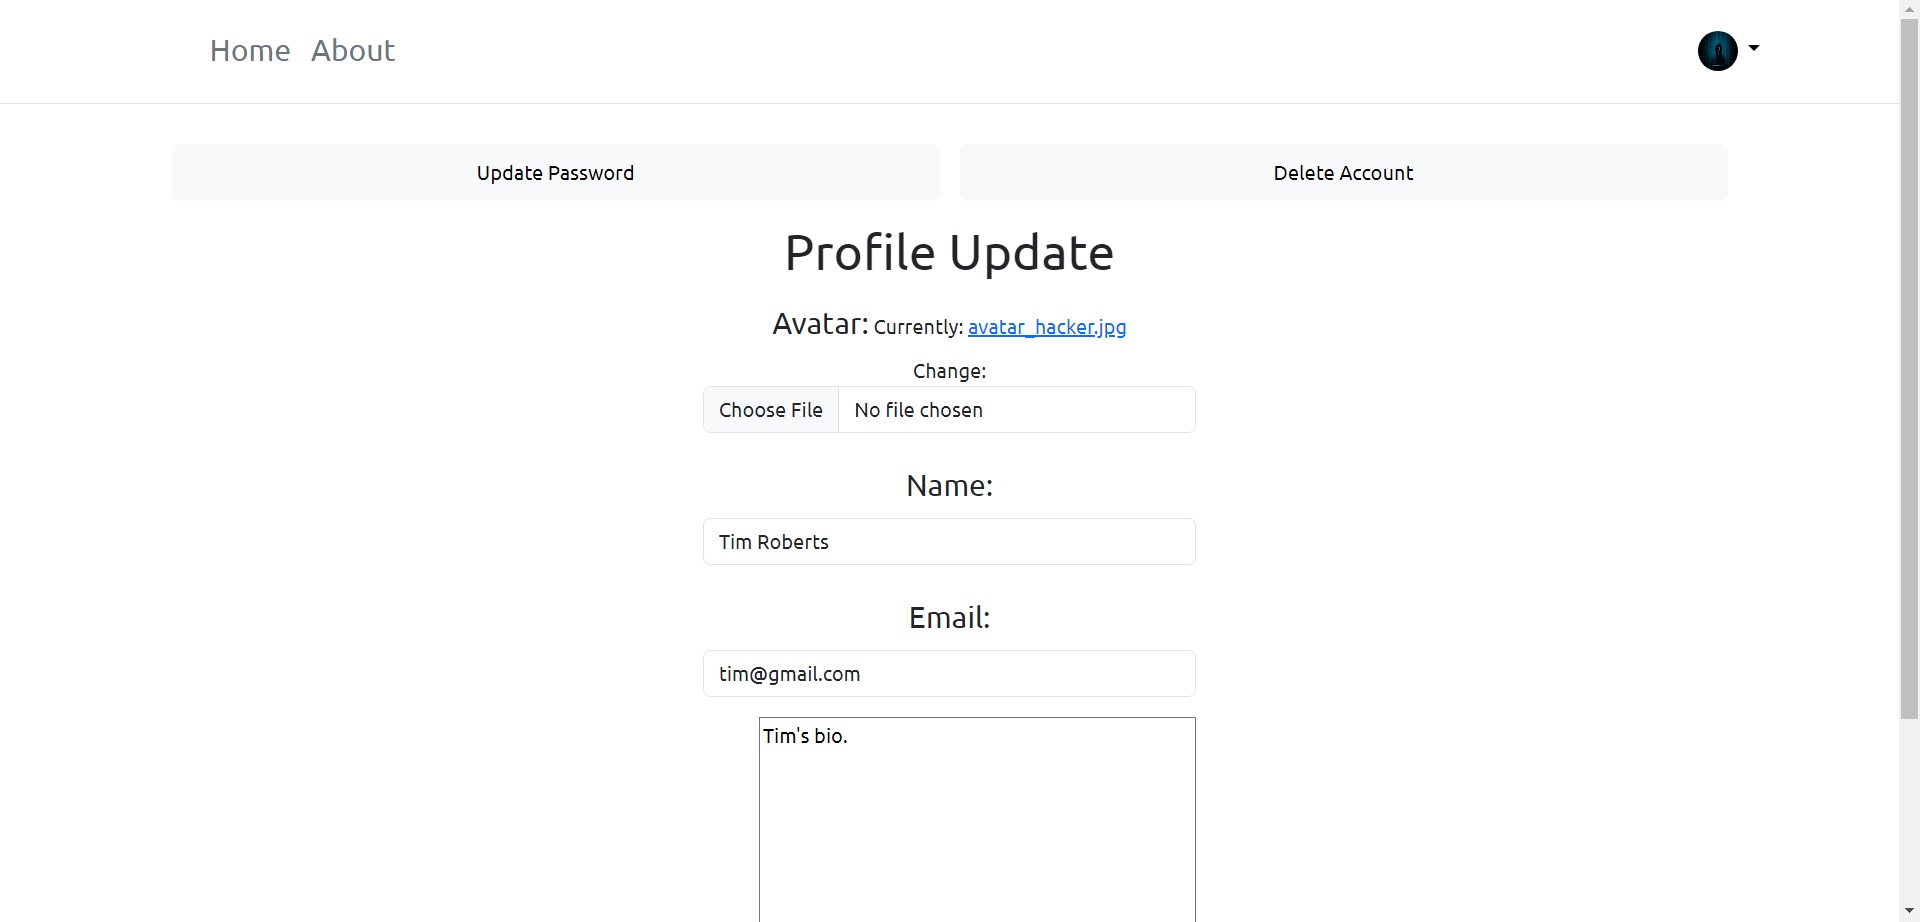 Home About
Update Password
Delete Account
Profile Update
Avatar: Currently: avatar_hacker.jpg
Change:
Choose File No file chosen
Name:
Tim Roberts
Email:
tim@gmail.com
Tim's bio.